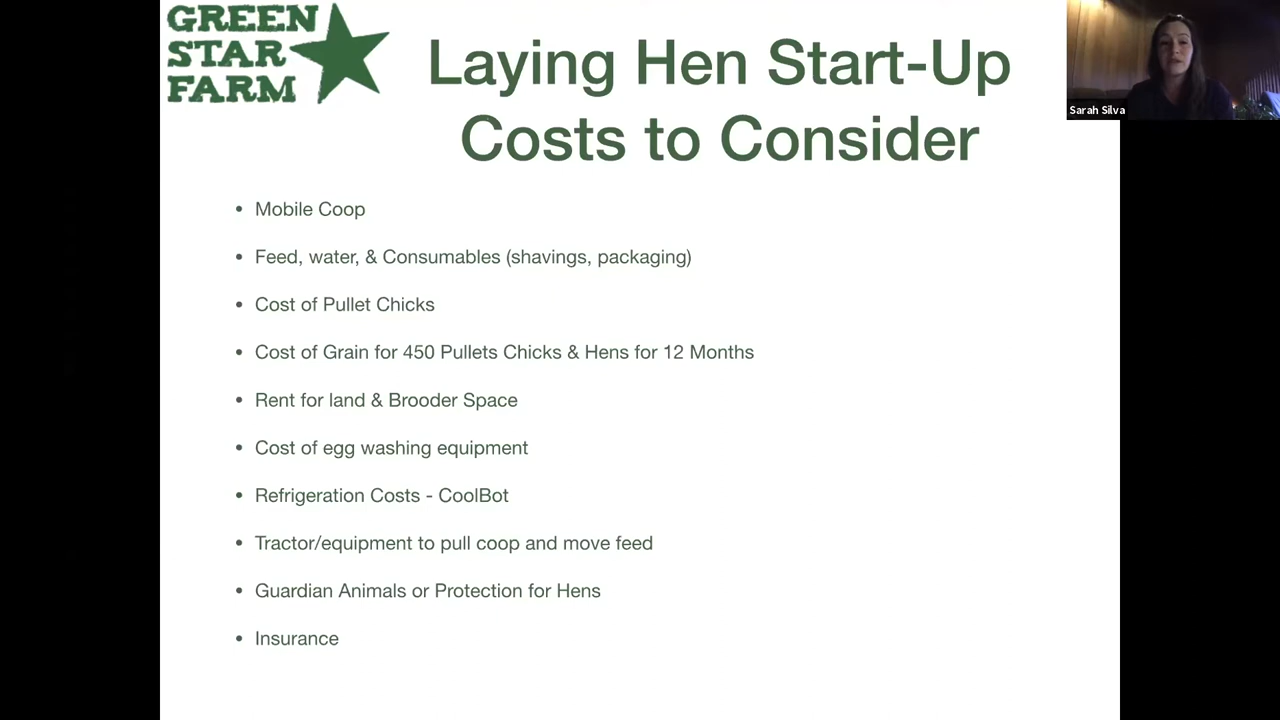 GREEN
STAR
FARM
Laying Hen Start-Up
Costs to Consider
Sarah Silva
• Mobile Coop
• Feed, water, & Consumables (shavings, packaging)
• Cost of Pullet Chicks
• Cost of Grain for 450 Pullets Chicks & Hens for 12 Months
• Rent for land & Brooder Space
• Cost of egg washing equipment
• Refrigeration Costs - CoolBot
• Tractor/equipment to pull coop and move feed
• Guardian Animals or Protection for Hens
• Insurance